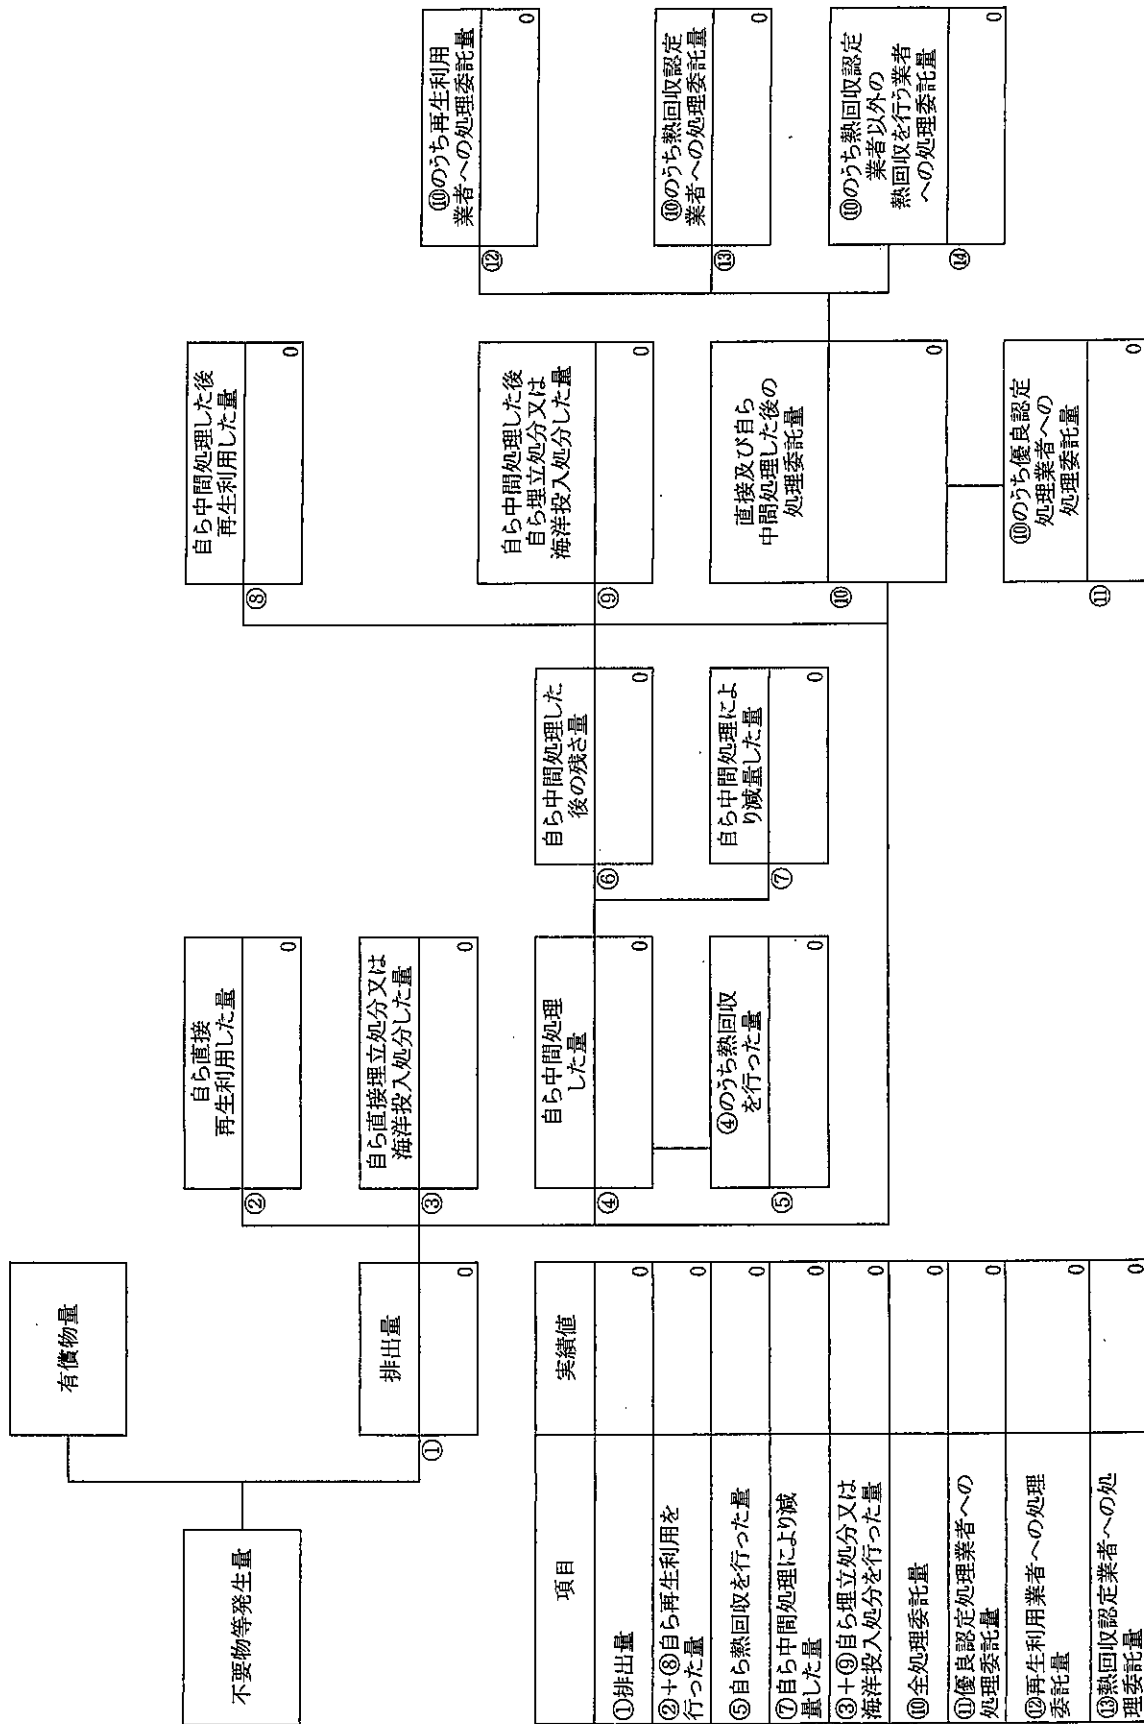 不要物等発生量
有償物量
排出量
①
0
自ら直接
再生利用した量
②
0
自ら直接埋立処分又は
海洋投入処分した量
③
0
自ら中間処理
した量
④
0
④のうち熱回収
を行った量
⑤
0
自ら中間処理した
後の残さ量
⑥
0
自ら中間処理によ
り減量した量
⑦
0
自ら中間処理した後
再生利用した量
⑧
0
自ら中間処理した後
自ら埋立処分又は
海洋投入処分した量
⑨
0
直接及び自ら
中間処理した後の
処理委託量
⑩
0
⑩のうち優良認定
処理業者への
処理委託量
⑪
0
⑩のうち再生利用
業者への処理委託量
⑫
0
⑩のうち熱回収認定
業者への処理委託量
⑬
0
⑩のうち熱回収認定
業者以外の
熱回収を行う業者
への処理委託量
⑭
0
項目 実績値
①排出量 0
②+⑧自ら再生利用を
行った量 0
⑤自ら熱回収を行った量 0
⑦自ら中間処理により減
量した量 0
③+⑨自ら埋立処分又は
海洋投入処分を行った量 0
⑩全処理委託量 0
⑪優良認定処理業者への
処理委託量 0
⑫再生利用業者への処理
委託量 0
⑬熱回収認定業者への処
理委託量 0